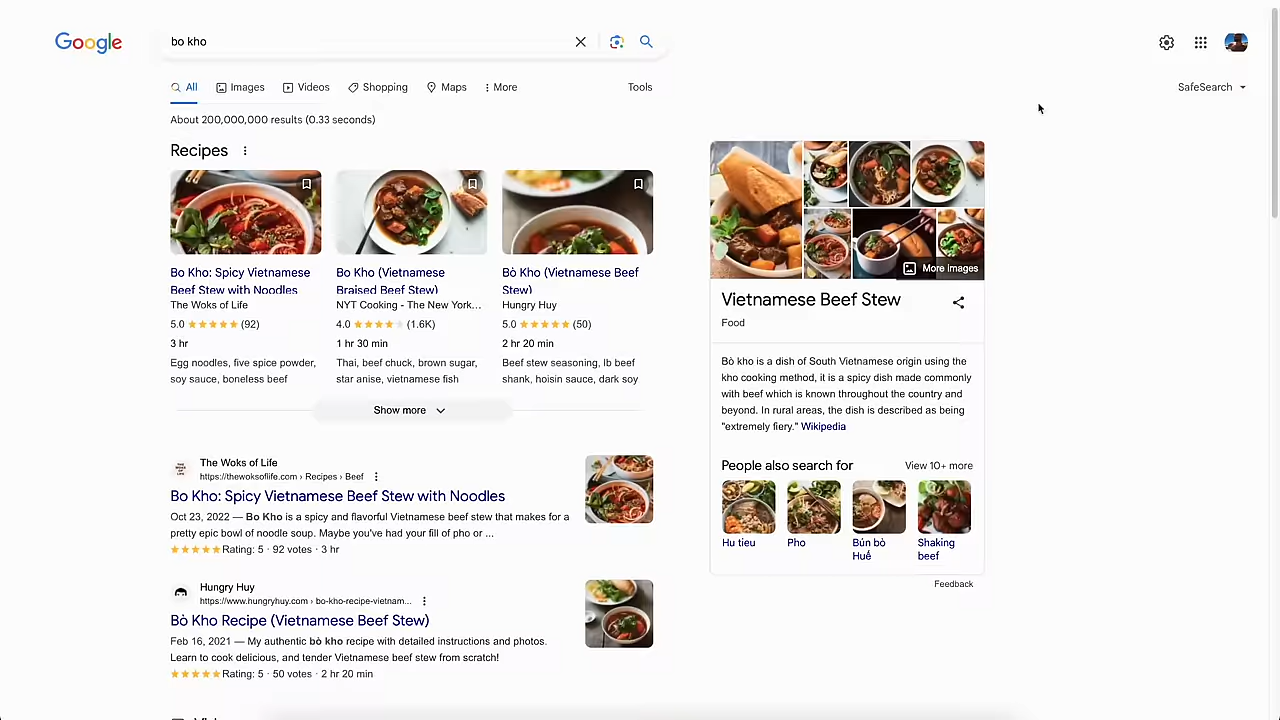 Google
bo kho
All Images Videos Shopping Maps More Tools
SafeSearch
About 200,000,000 results (0.33 seconds)
Recipes
Bo Kho: Spicy Vietnamese
Beef Stew with Noodles
The Woks of Life
5.0 (92)
3 hr
Egg noodles, five spice powder,
soy sauce, boneless beef
Bo Kho (Vietnamese
Braised Beef Stew)
NYT Cooking - The New York...
4.0 (1.6K)
1 hr 30 min
Thai, beef chuck, brown sugar,
star anise, vietnamese fish
Bò Kho (Vietnamese Beef
Stew)
Hungry Huy
5.0 (50)
2 hr 20 min
Beef stew seasoning, lb beef
shank, hoisin sauce, dark soy
Show more
The Woks of Life
https://thewoksoflife.com › Recipes › Beef
Bo Kho: Spicy Vietnamese Beef Stew with Noodles
Oct 23, 2022 — Bo Kho is a spicy and flavorful Vietnamese beef stew that makes for a
pretty epic bowl of noodle soup. Maybe you've had your fill of pho or ...
Rating: 5 · 92 votes · 3 hr
Hungry Huy
https://www.hungryhuy.com › bo-kho-recipe-vietnam...
Bò Kho Recipe (Vietnamese Beef Stew)
Feb 16, 2021 — My authentic bò kho recipe with detailed instructions and photos.
Learn to cook delicious, and tender Vietnamese beef stew from scratch!
Rating: 5 · 50 votes · 2 hr 20 min
More images
Vietnamese Beef Stew
Food
Bò kho is a dish of South Vietnamese origin using the
kho cooking method, it is a spicy dish made commonly
with beef which is known throughout the country and
beyond. In rural areas, the dish is described as being
"extremely fiery." Wikipedia
People also search for View 10+ more
Hu tieu
Pho
Bún bò
Huế
Shaking
beef
Feedback